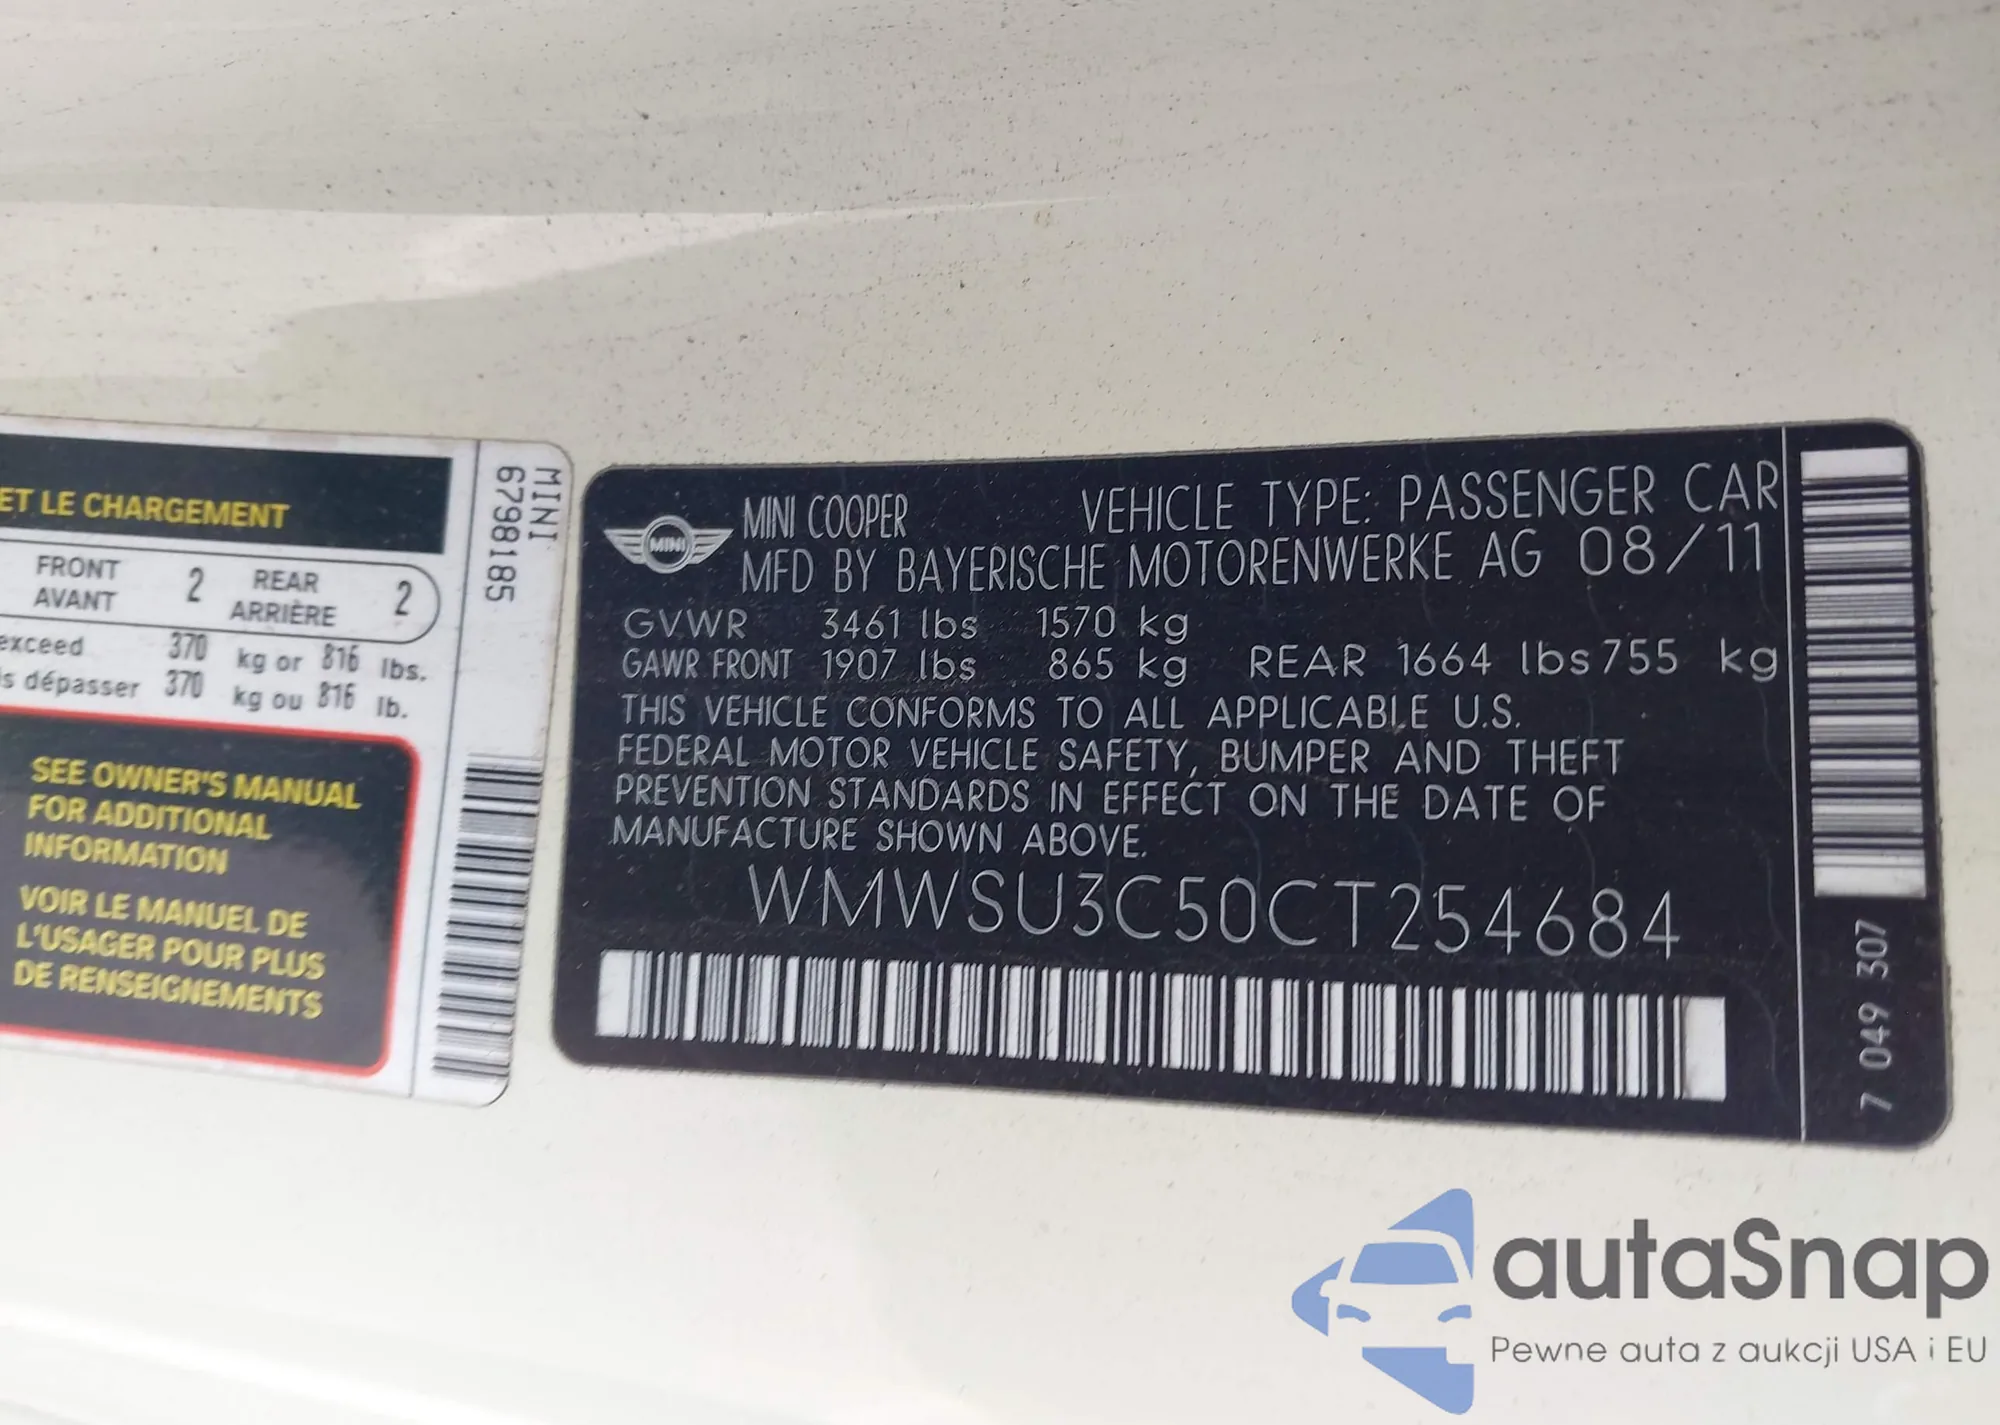 ET LE CHARGEMENT
FRONT AVANT 2 REAR ARRIÈRE 2
exceed 370 kg or 816 lbs.
s dépasser 370 kg ou 816 lb.
SEE OWNER'S MANUAL
FOR ADDITIONAL
INFORMATION
VOIR LE MANUEL DE
L'USAGER POUR PLUS
DE RENSEIGNEMENTS
MINI
6798185
MINI
MINI COOPER VEHICLE TYPE: PASSENGER CAR
MFD BY BAYERISCHE MOTORENWERKE AG 08/11
GVWR 3461 lbs 1570 kg
GAWR FRONT 1907 lbs 865 kg REAR 1664 lbs 755 kg
THIS VEHICLE CONFORMS TO ALL APPLICABLE U.S.
FEDERAL MOTOR VEHICLE SAFETY, BUMPER AND THEFT
PREVENTION STANDARDS IN EFFECT ON THE DATE OF
MANUFACTURE SHOWN ABOVE.
WMWSU3C50CT254684
7 049 307
autaSnap
Pewne auta z aukcji USA i EU